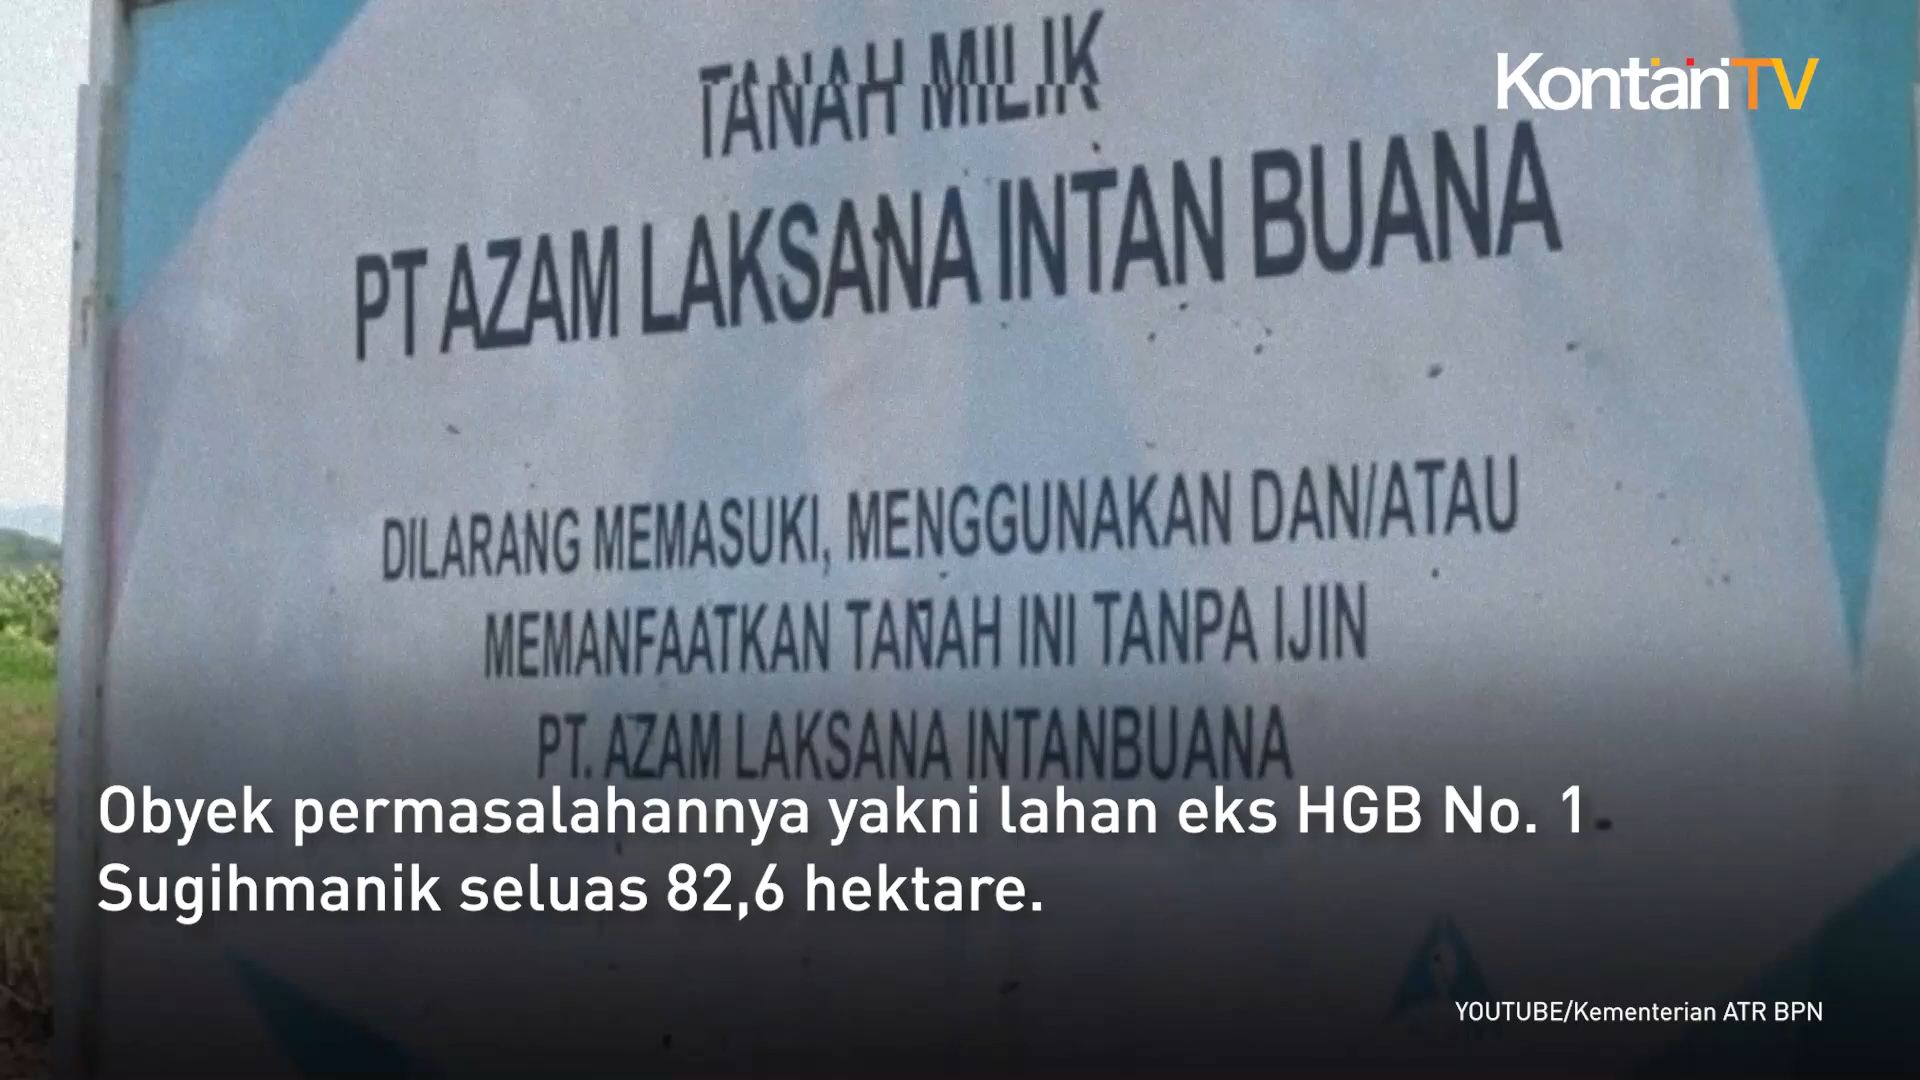 KontanTV
TANAH MILIK
PT AZAM LAKSANA INTAN BUANA
DILARANG MEMASUKI, MENGGUNAKAN DAN/ATAU
MEMANFAATKAN TANAH INI TANPA IJIN
PT. AZAM LAKSANA INTANBUANA
Obyek permasalahannya yakni lahan eks HGB No. 1
Sugihmanik seluas 82,6 hektare.
YOUTUBE/Kementerian ATR BPN